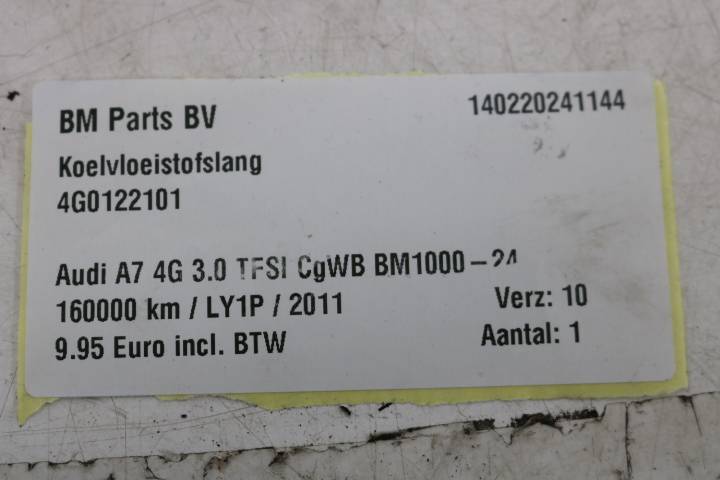 BM Parts BV 140220241144
Koelvloeistofslang
4G0122101
Audi A7 4G 3.0 TFSI CgWB BM1000-24
160000 km / LY1P / 2011 Verz: 10
9.95 Euro incl. BTW Aantal: 1